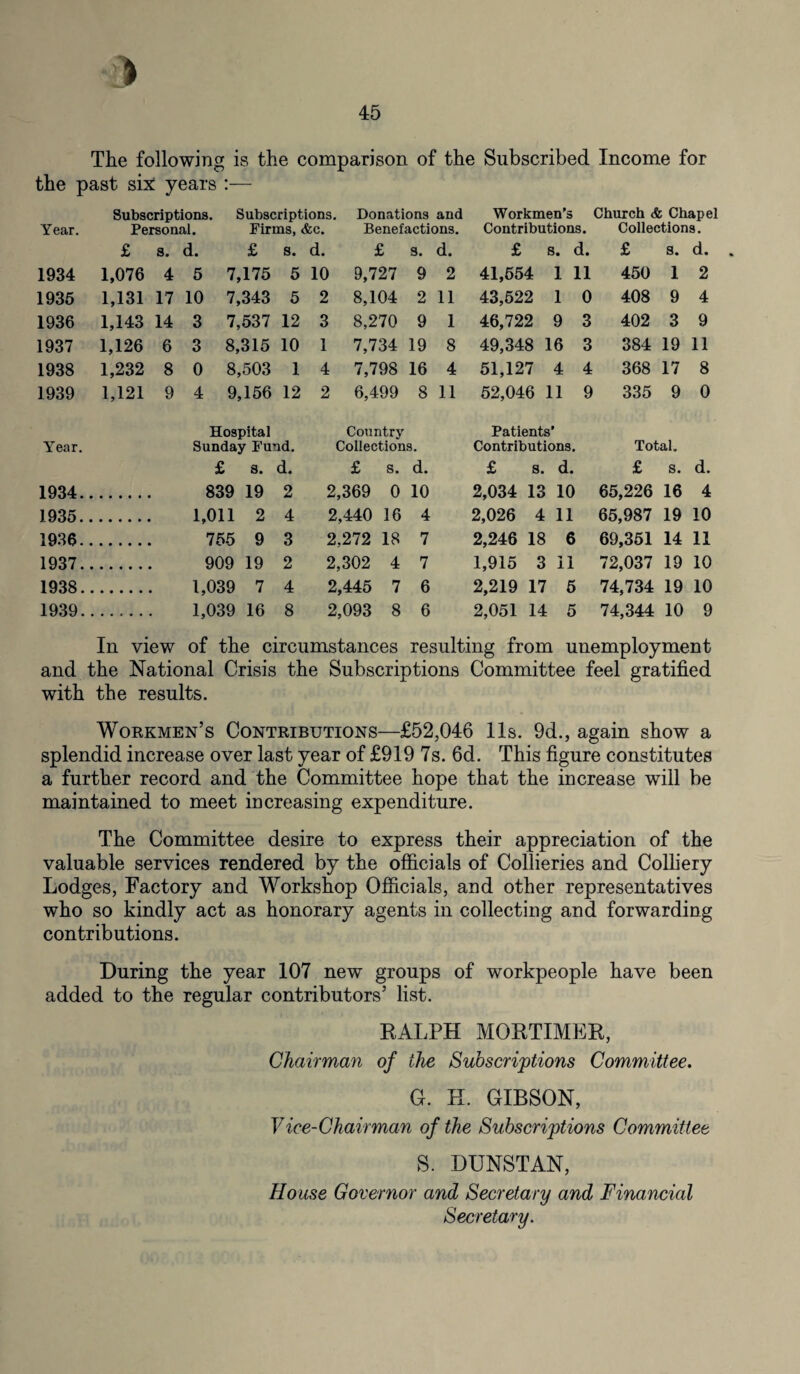 45
The following is the comparison of the Subscribed Income for
the past six years :—
Year. Subscriptions. Personal. Subscriptions. Firms, &c. Donations and Benefactions. Workmen's Contributions. Church & Chapel Collections.
£ s. d. £ s. d. £ s. d. £ s. d. £ s. d.
1934 1,076 4 5 7,175 5 10 9,727 9 2 41,554 1 11 450 1 2
1935 1,131 17 10 7,343 5 2 8,104 2 11 43,522 1 0 408 9 4
1936 1,143 14 3 7,537 12 3 8,270 9 1 46,722 9 3 402 3 9
1937 1,126 6 3 8,315 10 1 7,734 19 8 49,348 16 3 384 19 11
1938 1,232 8 0 8,503 1 4 7,798 16 4 51,127 4 4 368 17 8
1939 1,121 9 4 9,156 12 2 6,499 8 11 52,046 11 9 335 9 0
Year. Hospital Sunday Fund. Country Collections. Patients' Contributions. Total.
£ s. d. £ s. d. £ s. d. £ s. d.
1934......... 839 19 2 2,369 0 10 2,034 13 10 65,226 16 4
1935......... 1,011 2 4 2,440 16 4 2,026 4 11 65,987 19 10
1936......... 755 9 3 2,272 18 7 2,246 18 6 69,351 14 11
1937......... 909 19 2 2,302 4 7 1,915 3 11 72,037 19 10
1938......... 1,039 7 4 2,445 7 6 2,219 17 5 74,734 19 10
1939......... 1,039 16 8 2,093 8 6 2,051 14 5 74,344 10 9
In view of the circumstances resulting from unemployment
and the National Crisis the Subscriptions Committee feel gratified
with the results.
Workmen's Contributions—£52,046 11s. 9d., again show a
splendid increase over last year of £919 7s. 6d. This figure constitutes
a further record and the Committee hope that the increase will be
maintained to meet increasing expenditure.
The Committee desire to express their appreciation of the
valuable services rendered by the officials of Collieries and Colliery
Lodges, Factory and Workshop Officials, and other representatives
who so kindly act as honorary agents in collecting and forwarding
contributions.
During the year 107 new groups of workpeople have been
added to the regular contributors' list.
RALPH MORTIMER,
Chairman of the Subscriptions Committee.
G. H. GIBSON,
Vice-Chairman of the Subscriptions Committee
S. DUNSTAN,
House Governor and Secretary and Financial
Secretary.